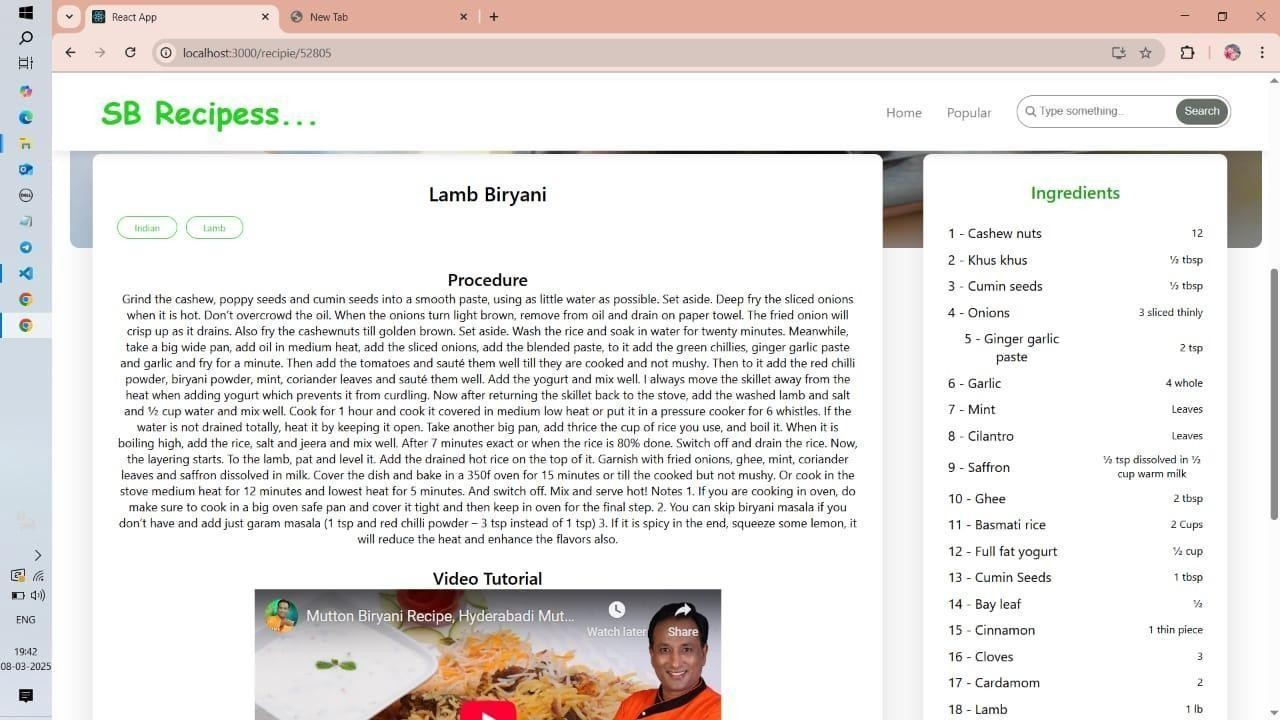 React App
New Tab
localhost:3000/recipie/52805
SB Recipess...
Home
Popular
Type something..
Search
Lamb Biryani
Indian
Lamb
Procedure
Grind the cashew, poppy seeds and cumin seeds into a smooth paste, using as little water as possible. Set aside. Deep fry the sliced onions
when it is hot. Don’t overcrowd the oil. When the onions turn light brown, remove from oil and drain on paper towel. The fried onion will
crisp up as it drains. Also fry the cashewnuts till golden brown. Set aside. Wash the rice and soak in water for twenty minutes. Meanwhile,
take a big wide pan, add oil in medium heat, add the sliced onions, add the blended paste, to it add the green chillies, ginger garlic paste
and garlic and fry for a minute. Then add the tomatoes and sauté them well till they are cooked and not mushy. Then to it add the red chilli
powder, biryani powder, mint, coriander leaves and sauté them well. Add the yogurt and mix well. I always move the skillet away from the
heat when adding yogurt which prevents it from curdling. Now after returning the skillet back to the stove, add the washed lamb and salt
and ½ cup water and mix well. Cook for 1 hour and cook it covered in medium low heat or put it in a pressure cooker for 6 whistles. If the
water is not drained totally, heat it by keeping it open. Take another big pan, add thrice the cup of rice you use, and boil it. When it is
boiling high, add the rice, salt and jeera and mix well. After 7 minutes exact or when the rice is 80% done. Switch off and drain the rice. Now,
the layering starts. To the lamb, pat and level it. Add the drained hot rice on the top of it. Garnish with fried onions, ghee, mint, coriander
leaves and saffron dissolved in milk. Cover the dish and bake in a 350f oven for 15 minutes or till the cooked but not mushy. Or cook in the
stove medium heat for 12 minutes and lowest heat for 5 minutes. And switch off. Mix and serve hot! Notes 1. If you are cooking in oven, do
make sure to cook in a big oven safe pan and cover it tight and then keep in oven for the final step. 2. You can skip biryani masala if you
don’t have and add just garam masala (1 tsp and red chilli powder – 3 tsp instead of 1 tsp) 3. If it is spicy in the end, squeeze some lemon, it
will reduce the heat and enhance the flavors also.
Video Tutorial
Mutton Biryani Recipe, Hyderabadi Mut...
Watch later
Share
Ingredients
1 - Cashew nuts 12
2 - Khus khus ½ tbsp
3 - Cumin seeds ½ tbsp
4 - Onions 3 sliced thinly
5 - Ginger garlic
paste 2 tsp
6 - Garlic 4 whole
7 - Mint Leaves
8 - Cilantro Leaves
9 - Saffron ½ tsp dissolved in ½
cup warm milk
10 - Ghee 2 tbsp
11 - Basmati rice 2 Cups
12 - Full fat yogurt ½ cup
13 - Cumin Seeds 1 tbsp
14 - Bay leaf ½
15 - Cinnamon 1 thin piece
16 - Cloves 3
17 - Cardamom 2
18 - Lamb 1 lb
DELL
ENG
19:42
08-03-2025